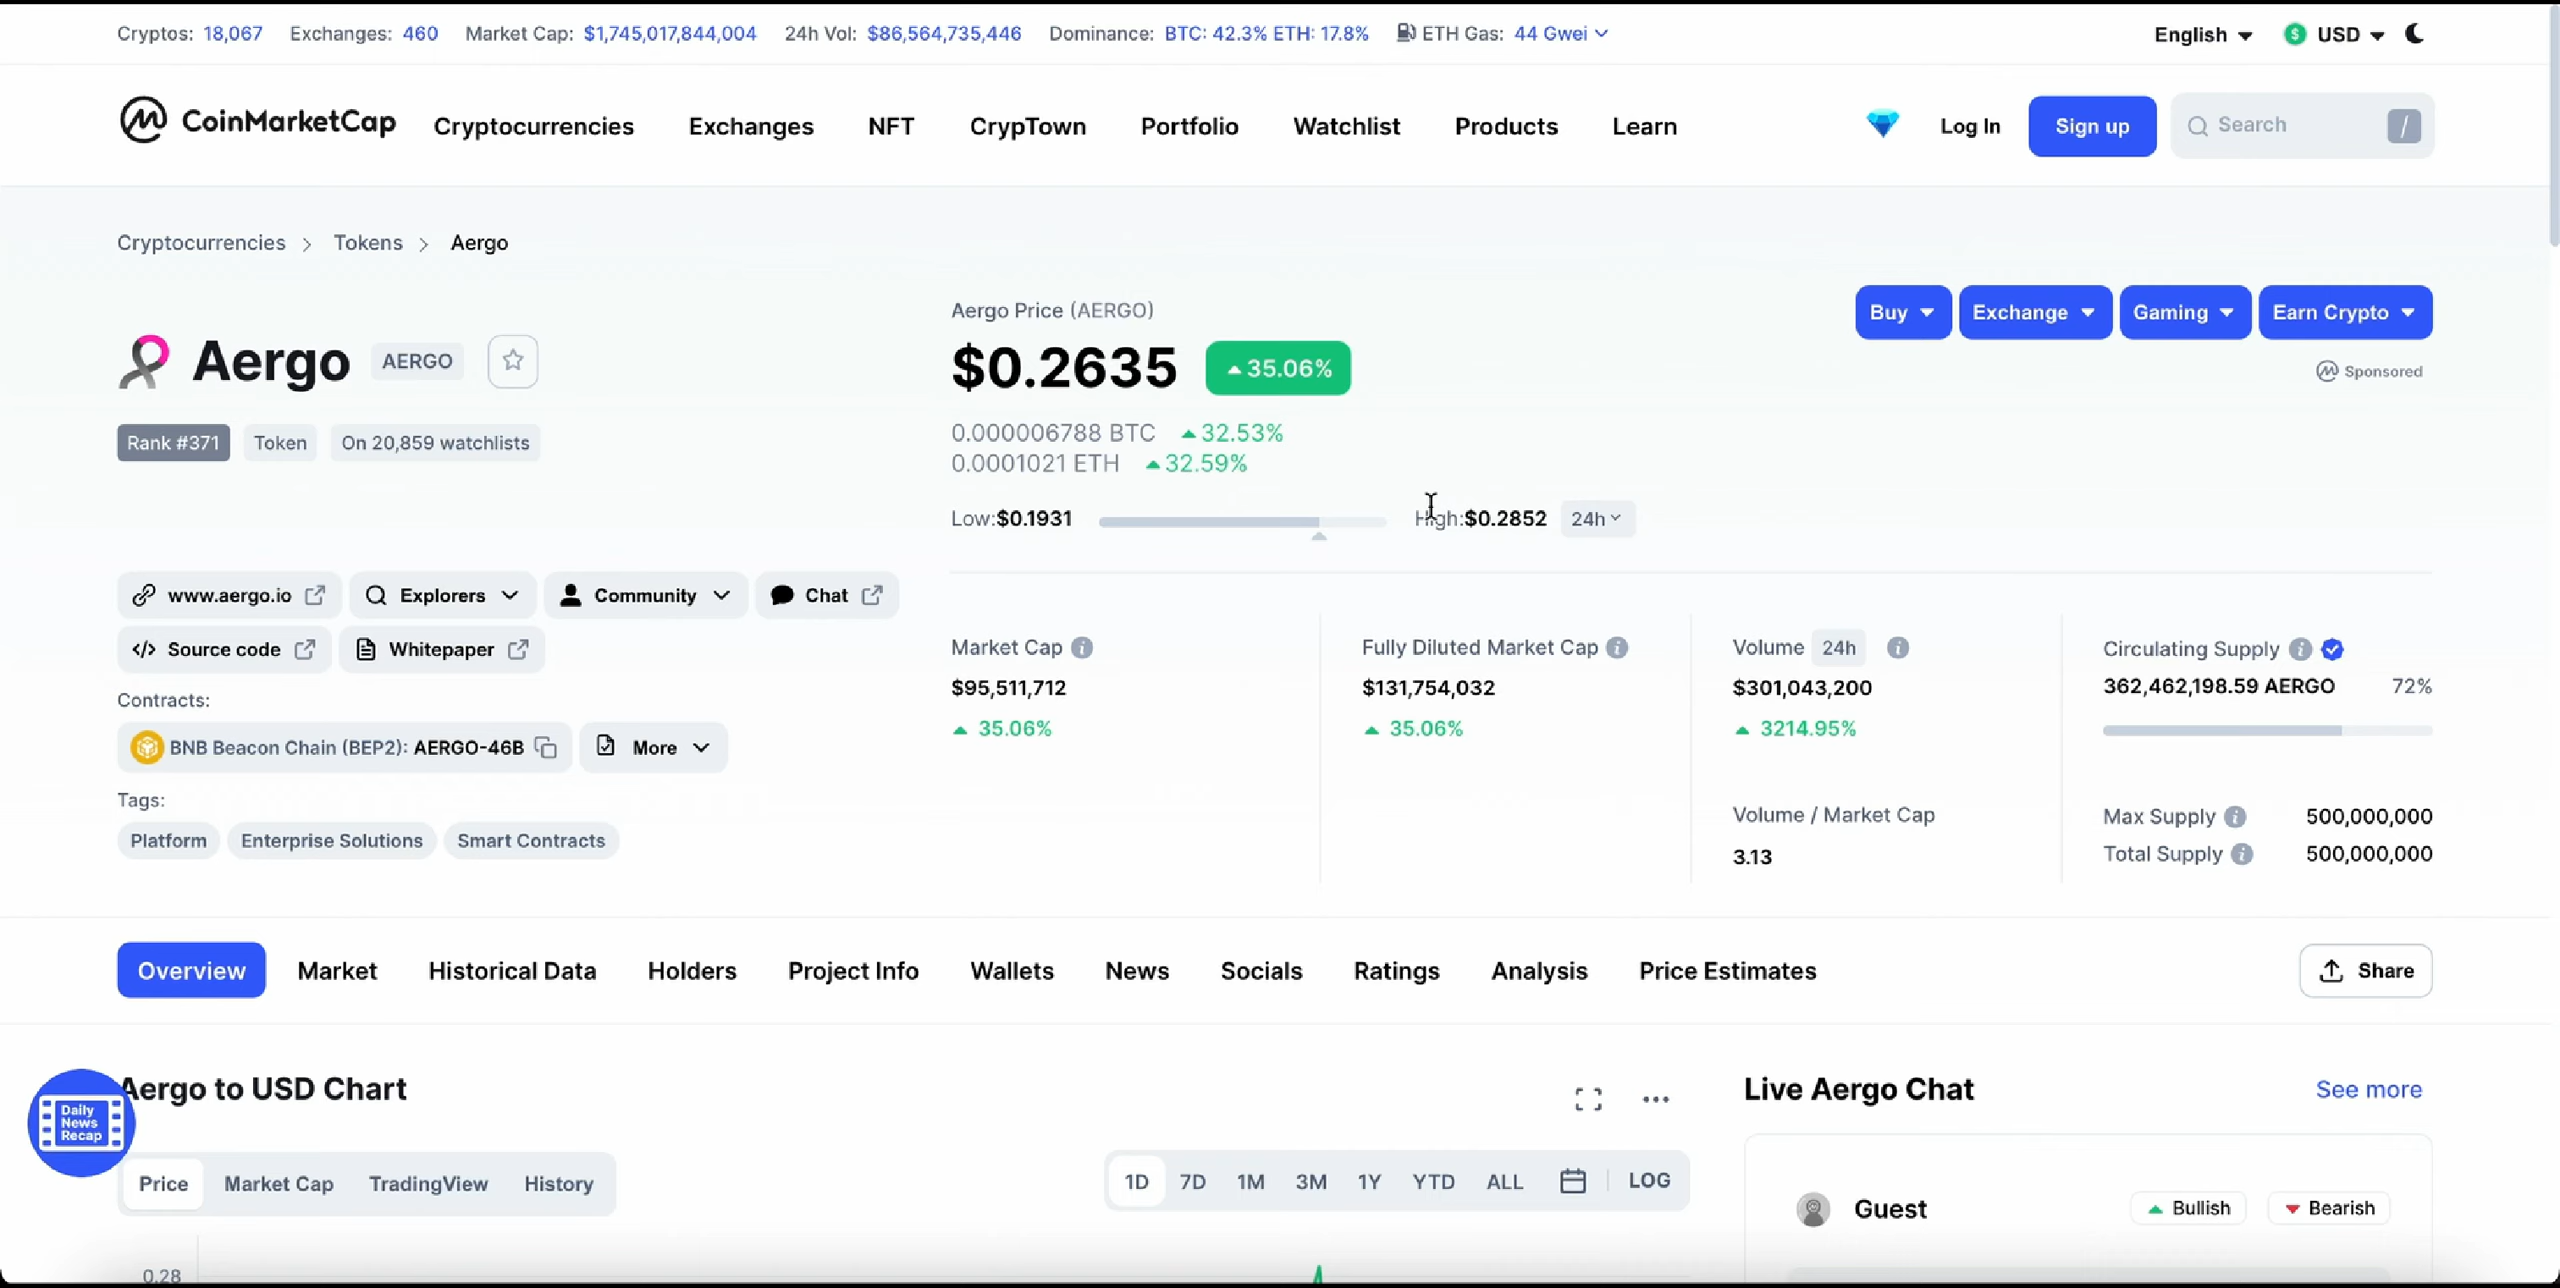 Cryptos: 18,067 Exchanges: 460 Market Cap: $1,745,017,844,004 24h Vol: $86,564,735,446 Dominance: BTC: 42.3% ETH: 17.8% ETH Gas: 44 Gwei English USD
CoinMarketCap Cryptocurrencies Exchanges NFT CrypTown Portfolio Watchlist Products Learn Log In Sign up Search /
Cryptocurrencies > Tokens > Aergo
Aergo AERGO
Rank #371 Token On 20,859 watchlists
Aergo Price (AERGO)
$0.2635 35.06%
0.000006788 BTC 32.53%
0.0001021 ETH 32.59%
Low:$0.1931 High:$0.2852 24h
Buy Exchange Gaming Earn Crypto
Sponsored
www.aergo.io Explorers Community Chat
</> Source code Whitepaper
Contracts:
BNB Beacon Chain (BEP2): AERGO-46B More
Tags:
Platform Enterprise Solutions Smart Contracts
Market Cap
$95,511,712
35.06%
Fully Diluted Market Cap
$131,754,032
35.06%
Volume 24h
$301,043,200
3214.95%
Volume / Market Cap
3.13
Circulating Supply
362,462,198.59 AERGO 72%
Max Supply 500,000,000
Total Supply 500,000,000
Overview Market Historical Data Holders Project Info Wallets News Socials Ratings Analysis Price Estimates Share
Aergo to USD Chart
Daily
News
Recap
Price Market Cap TradingView History
1D 7D 1M 3M 1Y YTD ALL LOG
0.28
Live Aergo Chat See more
Guest Bullish Bearish